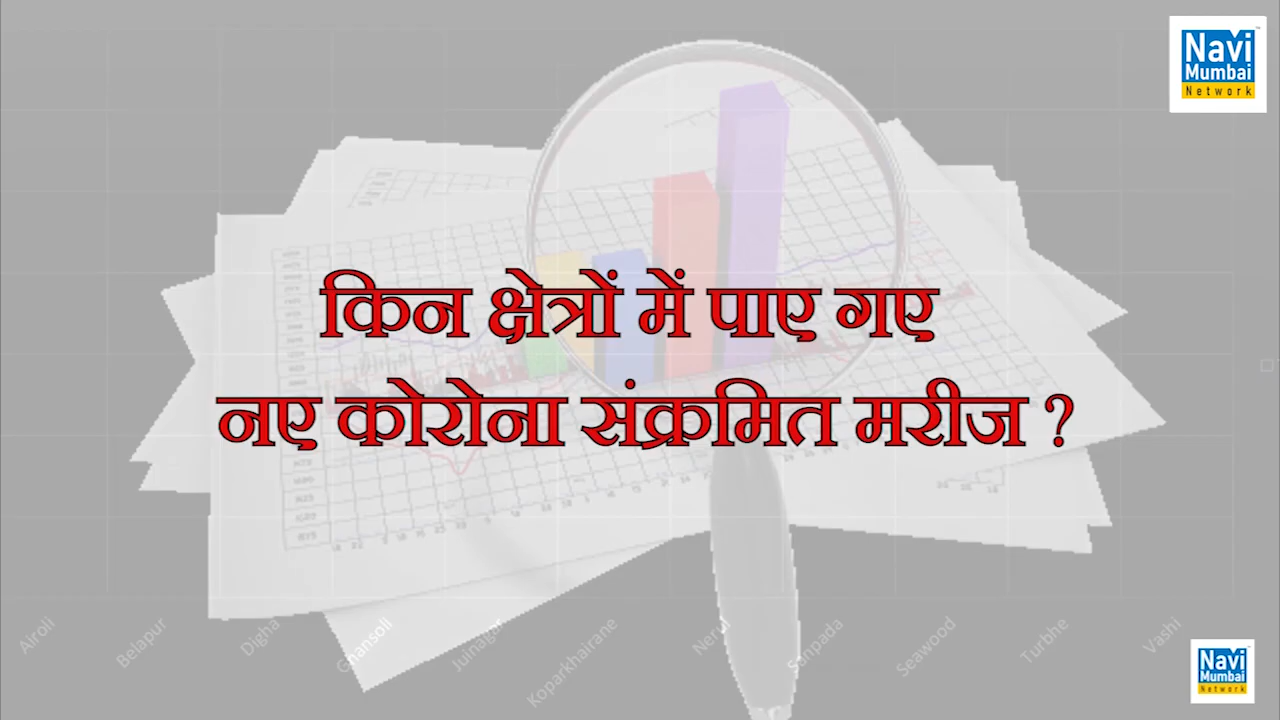 Navi
Mumbai
Network
किन क्षेत्रों में पाए गए
नए कोरोना संक्रमित मरीज ?
Airoli
Belapur
Digha
Ghansoli
Juinagar
Koparkhairane
Nerul
Sanpada
Seawood
Turbhe
Vashi
Navi
Mumbai
Network